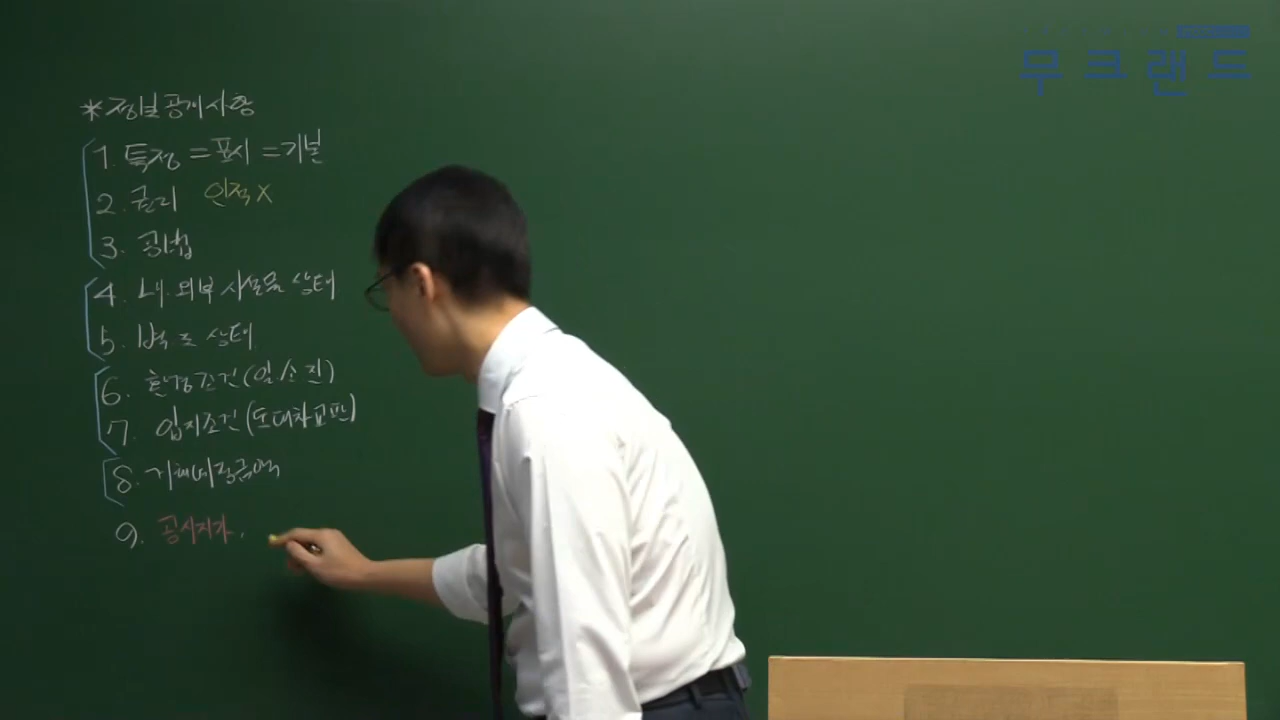 무크랜드
* 정보공개사항
1. 특정 = 표시 = 기본
2. 권리 인적 X
3. 공법
4. 내·외부 시설물 상태
5. 벽·도 상태
6. 환경조건 (일소진)
7. 입지조건 (도대차교판)
8. 거래예정금액
9. 공시지가,